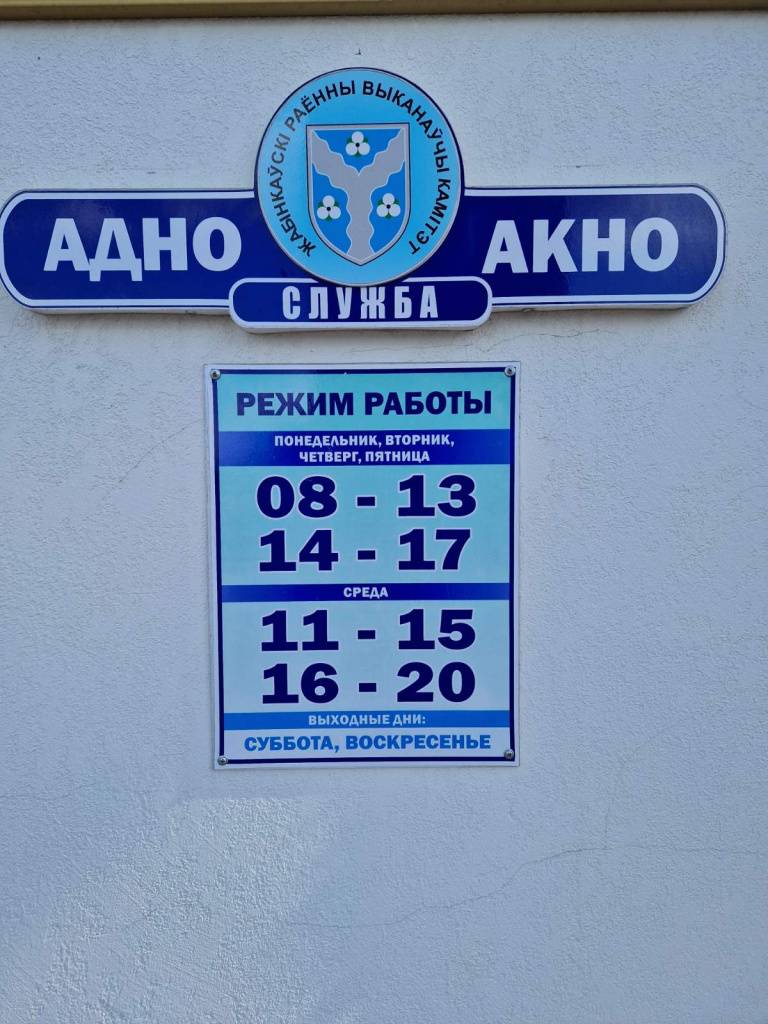 ЖАБІНКАЎСКІ РАЁННЫ ВЫКАНАЎЧЫ КАМІТЭТ
АДНО АКНО
СЛУЖБА
РЕЖИМ РАБОТЫ
ПОНЕДЕЛЬНИК, ВТОРНИК,
ЧЕТВЕРГ, ПЯТНИЦА
08 - 13
14 - 17
СРЕДА
11 - 15
16 - 20
ВЫХОДНЫЕ ДНИ:
СУББОТА, ВОСКРЕСЕНЬЕ